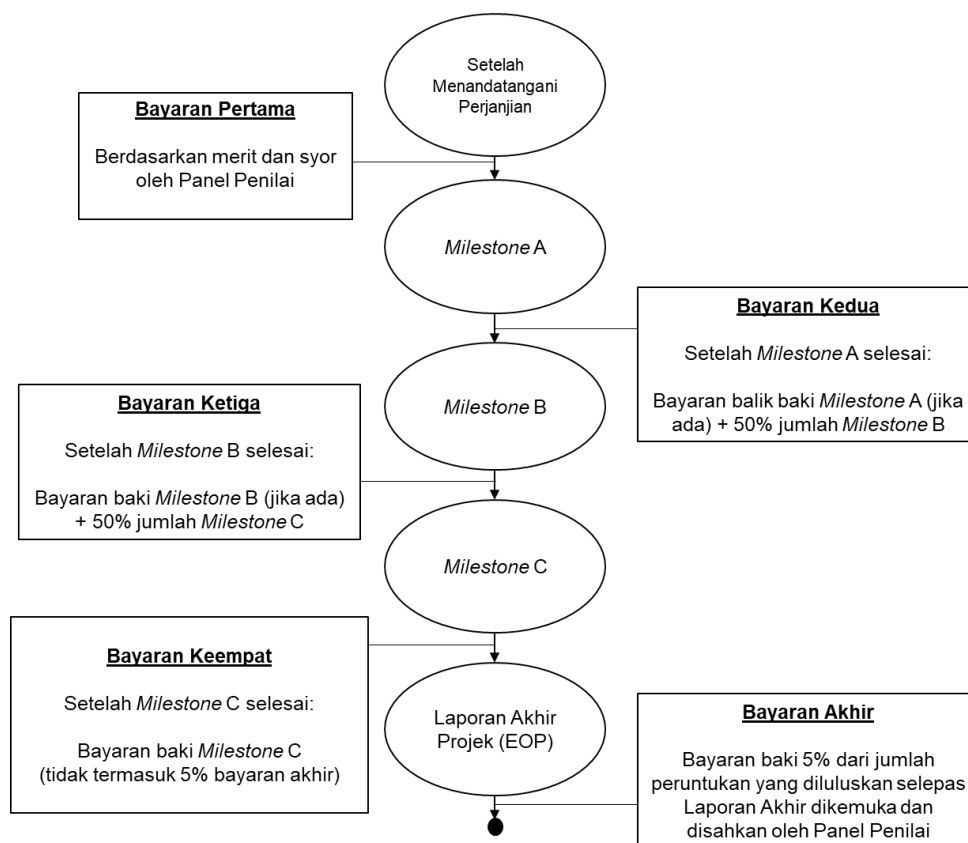 Setelah
Menandatangani
Perjanjian
Bayaran Pertama
Berdasarkan merit dan syor
oleh Panel Penilai
Milestone A
Bayaran Kedua
Setelah Milestone A selesai:
Bayaran balik baki Milestone A (jika
ada) + 50% jumlah Milestone B
Milestone B
Bayaran Ketiga
Setelah Milestone B selesai:
Bayaran baki Milestone B (jika ada)
+ 50% jumlah Milestone C
Milestone C
Bayaran Keempat
Setelah Milestone C selesai:
Bayaran baki Milestone C
(tidak termasuk 5% bayaran akhir)
Laporan Akhir
Projek (EOP)
Bayaran Akhir
Bayaran baki 5% dari jumlah
peruntukan yang diluluskan selepas
Laporan Akhir dikemuka dan
disahkan oleh Panel Penilai